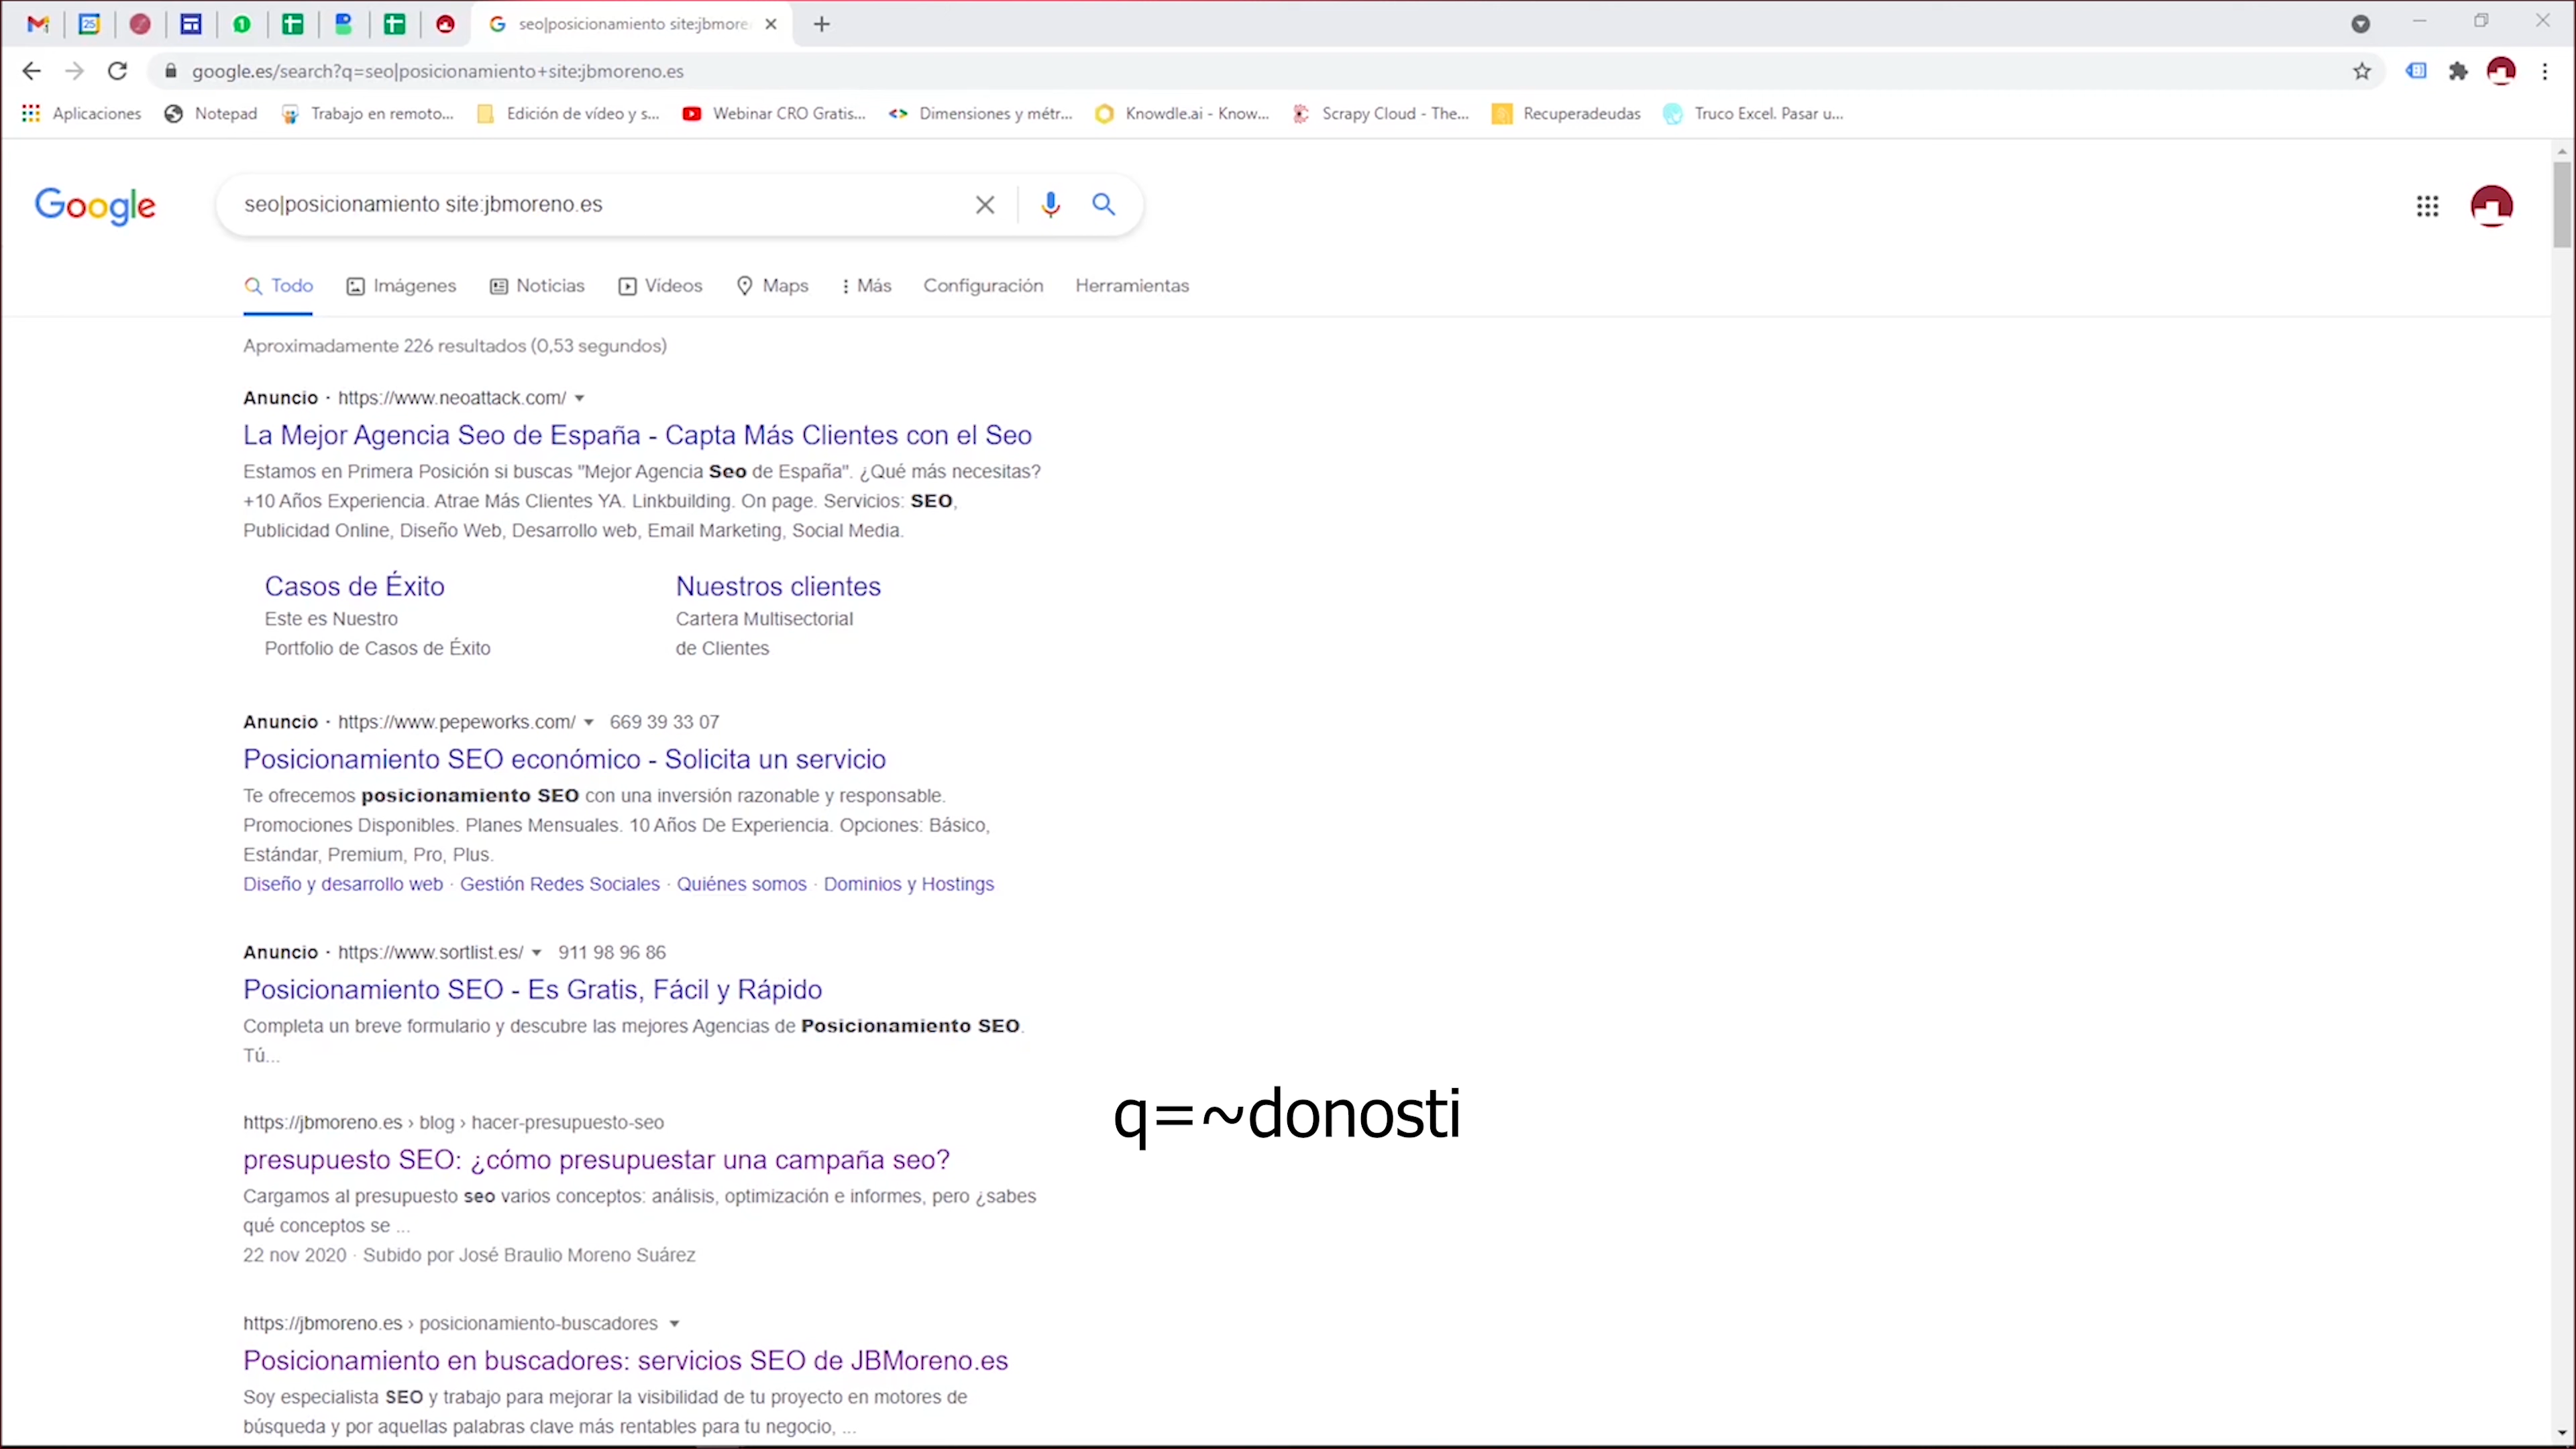 25
1
seo|posicionamiento site:jbmore
google.es/search?q=seo|posicionamiento+site:jbmoreno.es
Aplicaciones Notepad Trabajo en remoto... Edición de vídeo y s... Webinar CRO Gratis... Dimensiones y métr... Knowdle.ai - Know... Scrapy Cloud - The... Recuperadeudas Truco Excel. Pasar u...
Google
seo|posicionamiento site:jbmoreno.es
Todo Imágenes Noticias Vídeos Maps Más Configuración Herramientas
Aproximadamente 226 resultados (0,53 segundos)
Anuncio · https://www.neoattack.com/
La Mejor Agencia Seo de España - Capta Más Clientes con el Seo
Estamos en Primera Posición si buscas "Mejor Agencia Seo de España". ¿Qué más necesitas?
+10 Años Experiencia. Atrae Más Clientes YA. Linkbuilding. On page. Servicios: SEO,
Publicidad Online, Diseño Web, Desarrollo web, Email Marketing, Social Media.
Casos de Éxito
Este es Nuestro
Portfolio de Casos de Éxito
Nuestros clientes
Cartera Multisectorial
de Clientes
Anuncio · https://www.pepeworks.com/ 669 39 33 07
Posicionamiento SEO económico - Solicita un servicio
Te ofrecemos posicionamiento SEO con una inversión razonable y responsable.
Promociones Disponibles. Planes Mensuales. 10 Años De Experiencia. Opciones: Básico,
Estándar, Premium, Pro, Plus.
Diseño y desarrollo web · Gestión Redes Sociales · Quiénes somos · Dominios y Hostings
Anuncio · https://www.sortlist.es/ 911 98 96 86
Posicionamiento SEO - Es Gratis, Fácil y Rápido
Completa un breve formulario y descubre las mejores Agencias de Posicionamiento SEO.
Tú...
q=~donosti
https://jbmoreno.es › blog › hacer-presupuesto-seo
presupuesto SEO: ¿cómo presupuestar una campaña seo?
Cargamos al presupuesto seo varios conceptos: análisis, optimización e informes, pero ¿sabes
qué conceptos se ...
22 nov 2020 · Subido por José Braulio Moreno Suárez
https://jbmoreno.es › posicionamiento-buscadores
Posicionamiento en buscadores: servicios SEO de JBMoreno.es
Soy especialista SEO y trabajo para mejorar la visibilidad de tu proyecto en motores de
búsqueda y por aquellas palabras clave más rentables para tu negocio, ...